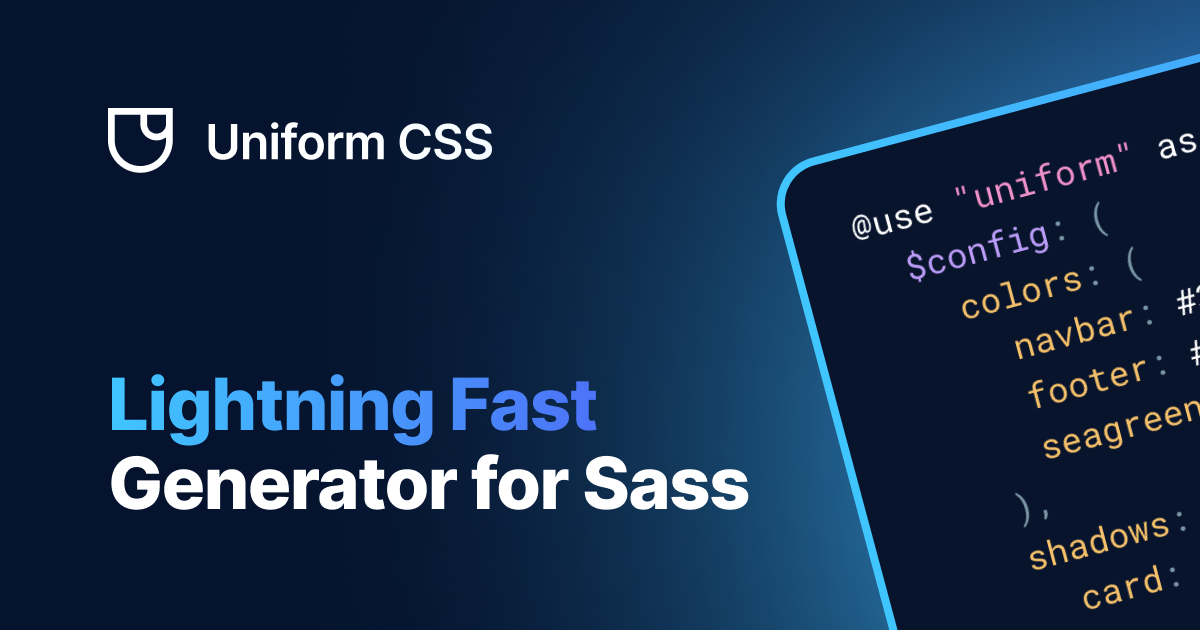 Uniform CSS
Lightning Fast
Generator for Sass
@use "uniform" as
$config: (
colors: (
navbar: #
footer: #
seagreen
),
shadows:
card: